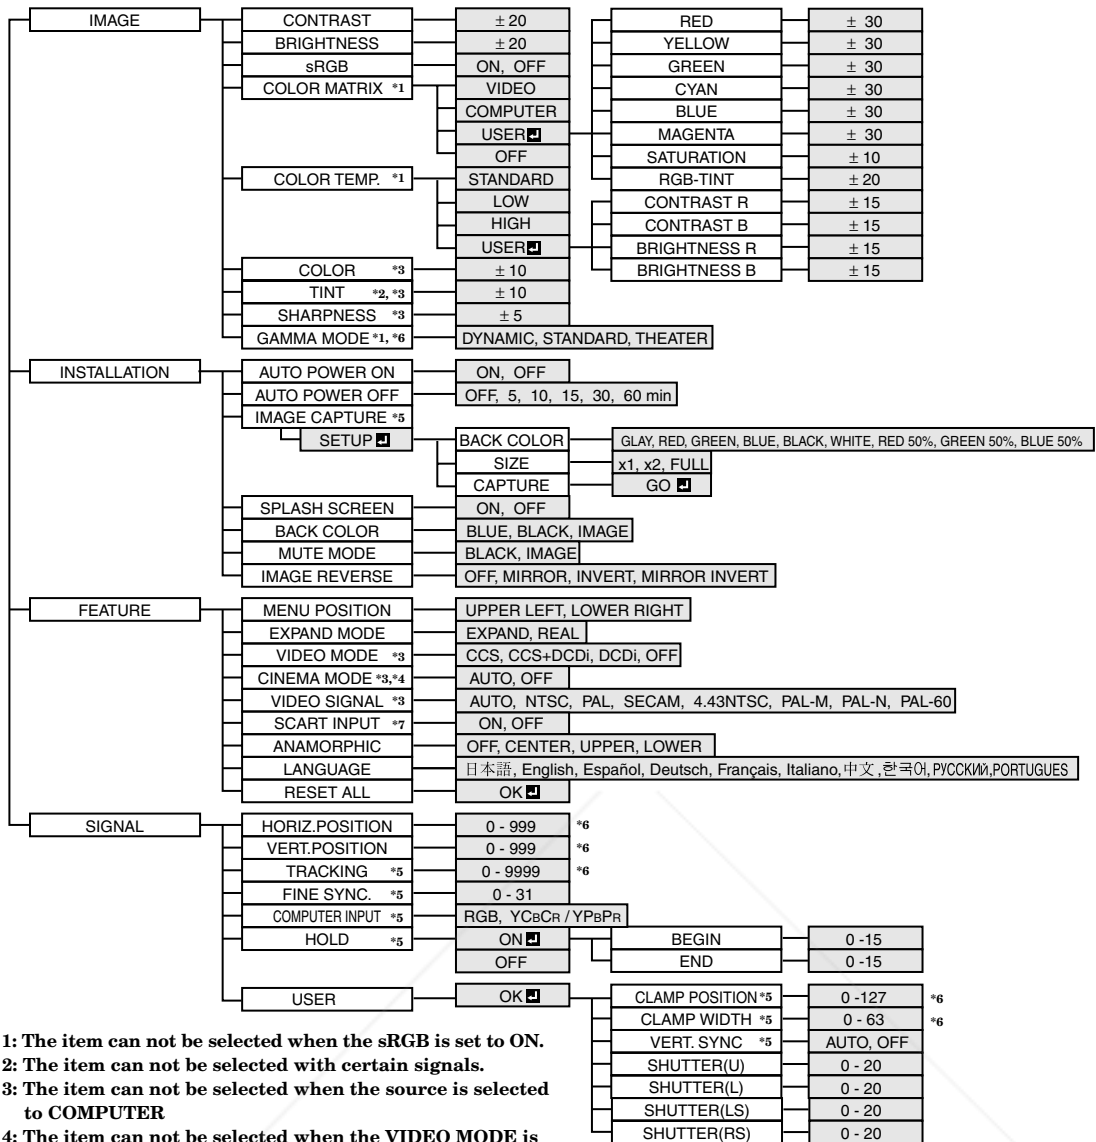 IMAGE CONTRAST ± 20 RED ± 30
BRIGHTNESS ± 20 YELLOW ± 30
sRGB ON, OFF GREEN ± 30
COLOR MATRIX *1 VIDEO CYAN ± 30
COMPUTER BLUE ± 30
USER MAGENTA ± 30
OFF SATURATION ± 10
COLOR TEMP. *1 STANDARD RGB-TINT ± 20
LOW CONTRAST R ± 15
HIGH CONTRAST B ± 15
USER BRIGHTNESS R ± 15
COLOR *3 ± 10 BRIGHTNESS B ± 15
TINT *2, *3 ± 10
SHARPNESS *3 ± 5
GAMMA MODE *1, *6 DYNAMIC, STANDARD, THEATER
INSTALLATION AUTO POWER ON ON, OFF
AUTO POWER OFF OFF, 5, 10, 15, 30, 60 min
IMAGE CAPTURE *5
SETUP BACK COLOR GLAY, RED, GREEN, BLUE, BLACK, WHITE, RED 50%, GREEN 50%, BLUE 50%
SIZE x1, x2, FULL
CAPTURE GO
SPLASH SCREEN ON, OFF
BACK COLOR BLUE, BLACK, IMAGE
MUTE MODE BLACK, IMAGE
IMAGE REVERSE OFF, MIRROR, INVERT, MIRROR INVERT
FEATURE MENU POSITION UPPER LEFT, LOWER RIGHT
EXPAND MODE EXPAND, REAL
VIDEO MODE *3 CCS, CCS+DCDi, DCDi, OFF
CINEMA MODE *3,*4 AUTO, OFF
VIDEO SIGNAL *3 AUTO, NTSC, PAL, SECAM, 4.43NTSC, PAL-M, PAL-N, PAL-60
SCART INPUT *7 ON, OFF
ANAMORPHIC OFF, CENTER, UPPER, LOWER
LANGUAGE 日本語, English, Español, Deutsch, Français, Italiano, 中文, 한국어, РУССКИЙ, PORTUGUES
RESET ALL OK
SIGNAL HORIZ.POSITION 0 - 999 *6
VERT.POSITION 0 - 999 *6
TRACKING *5 0 - 9999 *6
FINE SYNC. *5 0 - 31
COMPUTER INPUT *5 RGB, YCBCR / YPBPR
HOLD *5 ON BEGIN 0 -15
OFF END 0 -15
USER OK CLAMP POSITION *5 0 -127 *6
CLAMP WIDTH *5 0 - 63 *6
VERT. SYNC *5 AUTO, OFF
SHUTTER(U) 0 - 20
SHUTTER(L) 0 - 20
SHUTTER(LS) 0 - 20
SHUTTER(RS) 0 - 20
1: The item can not be selected when the sRGB is set to ON.
2: The item can not be selected with certain signals.
3: The item can not be selected when the source is selected
to COMPUTER
4: The item can not be selected when the VIDEO MODE is